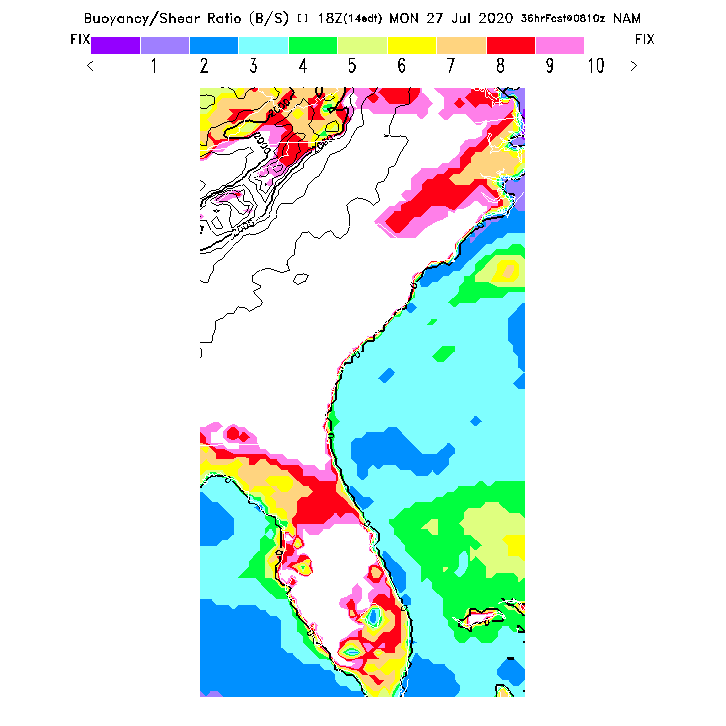 Buoyancy/Shear Ratio (B/S) [] 18Z(14edt) MON 27 Jul 2020 36hrFcst@0810z NAM
FIX FIX
< 1 2 3 4 5 6 7 8 9 10 >